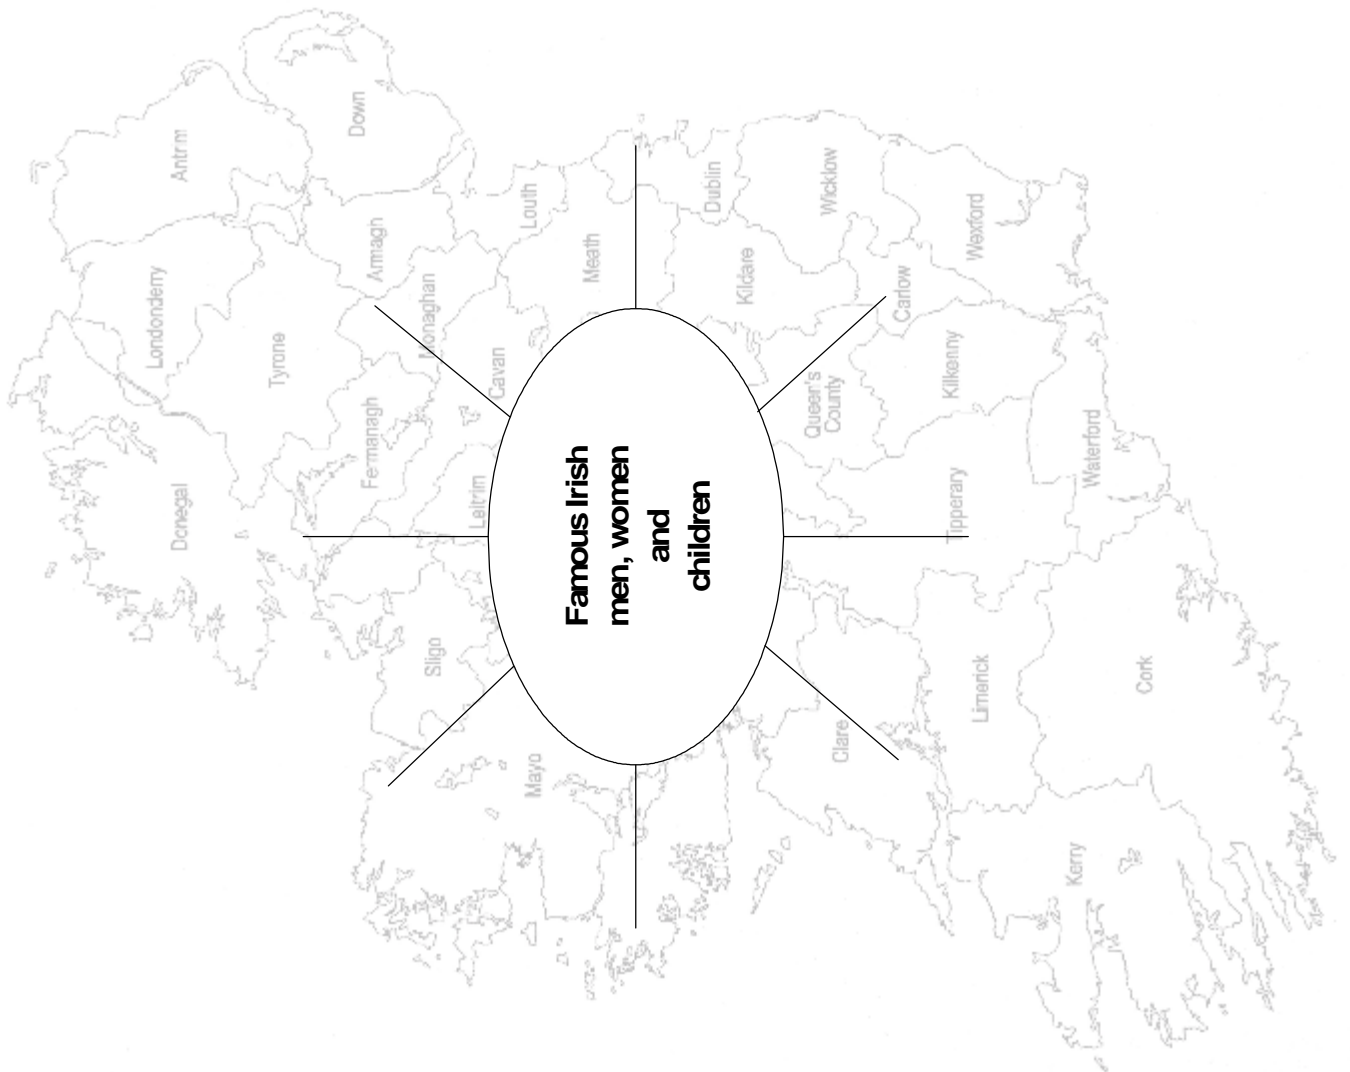 Londonderry
Donegal
Antrim
Tyrone
Down
Fermanagh
Armagh
Monaghan
Sligo
Leitrim
Cavan
Louth
Mayo
Meath
Famous Irish
men, women
and
children
Dublin
Kildare
Queen's
County
Wicklow
Clare
Carlow
Kilkenny
Tipperary
Wexford
Limerick
Kerry
Waterford
Cork